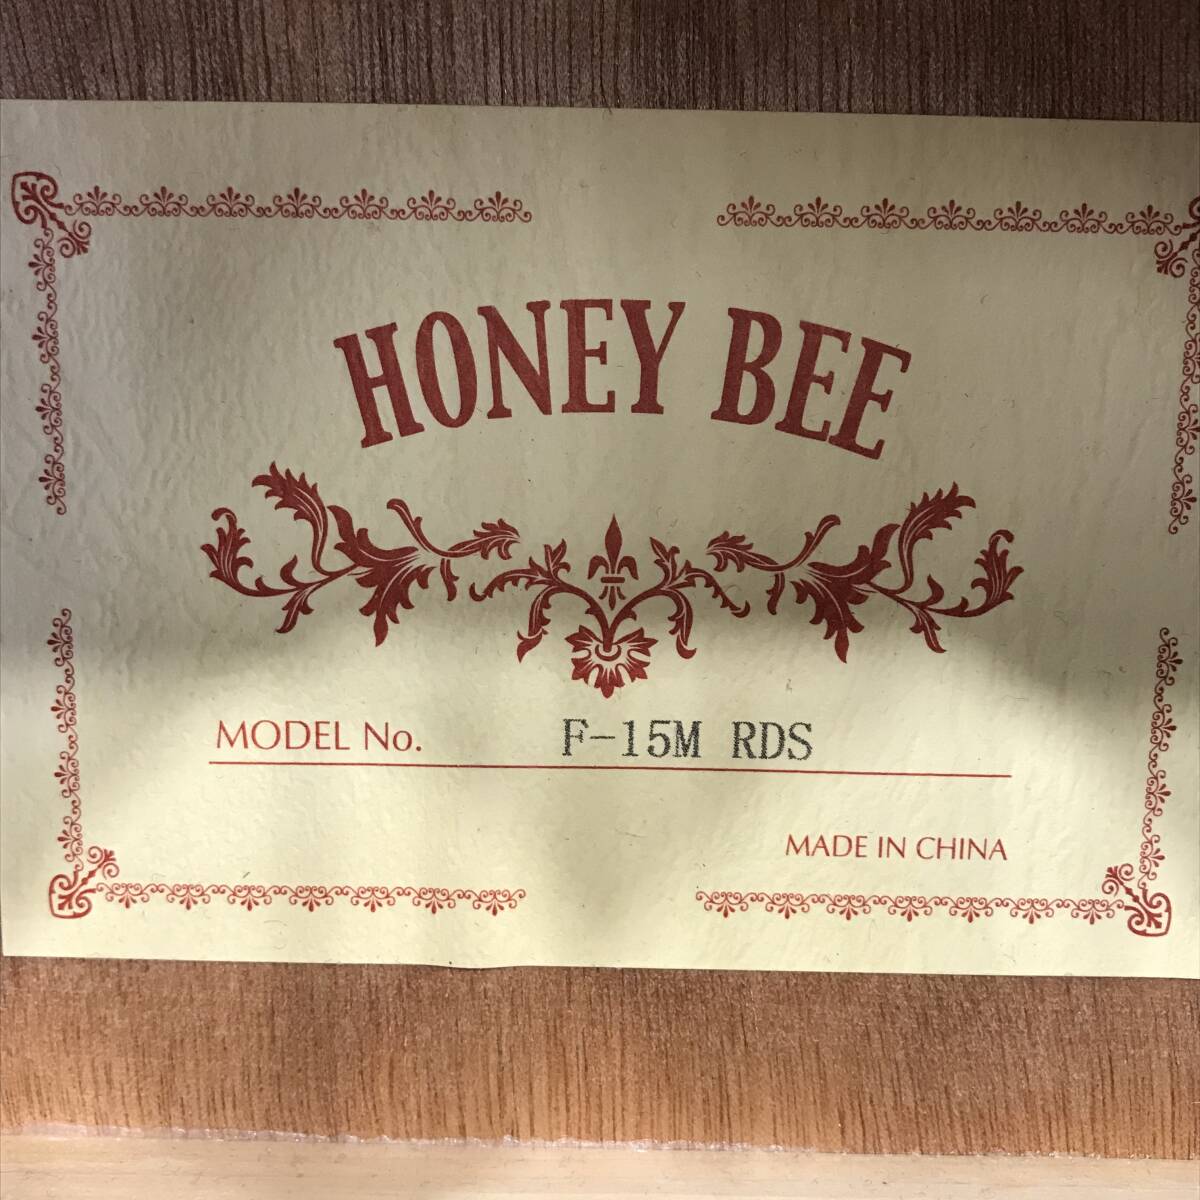 HONEY BEE
MODEL No. F-15M RDS
MADE IN CHINA